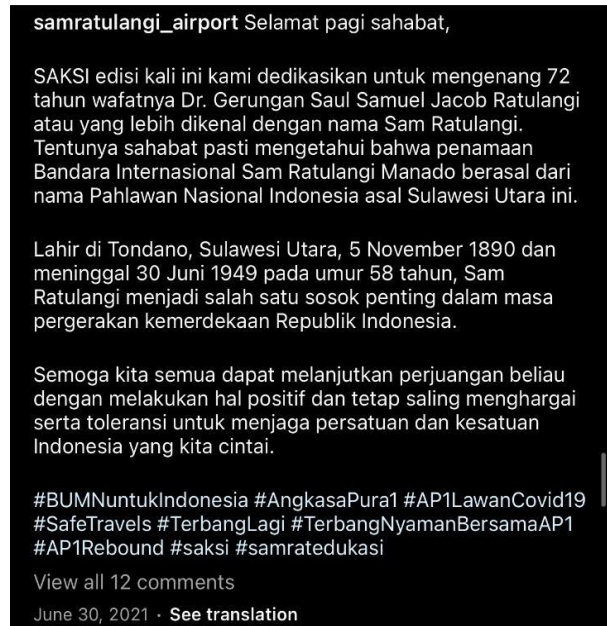 samratulangi_airport Selamat pagi sahabat,
SAKSI edisi kali ini kami dedikasikan untuk mengenang 72
tahun wafatnya Dr. Gerungan Saul Samuel Jacob Ratulangi
atau yang lebih dikenal dengan nama Sam Ratulangi.
Tentunya sahabat pasti mengetahui bahwa penamaan
Bandara Internasional Sam Ratulangi Manado berasal dari
nama Pahlawan Nasional Indonesia asal Sulawesi Utara ini.
Lahir di Tondano, Sulawesi Utara, 5 November 1890 dan
meninggal 30 Juni 1949 pada umur 58 tahun, Sam
Ratulangi menjadi salah satu sosok penting dalam masa
pergerakan kemerdekaan Republik Indonesia.
Semoga kita semua dapat melanjutkan perjuangan beliau
dengan melakukan hal positif dan tetap saling menghargai
serta toleransi untuk menjaga persatuan dan kesatuan
Indonesia yang kita cintai.
#BUMNuntukIndonesia #AngkasaPura1 #AP1LawanCovid19
#SafeTravels #TerbangLagi #TerbangNyamanBersamaAP1
#AP1Rebound #saksi #samratedukasi
View all 12 comments
June 30, 2021 · See translation